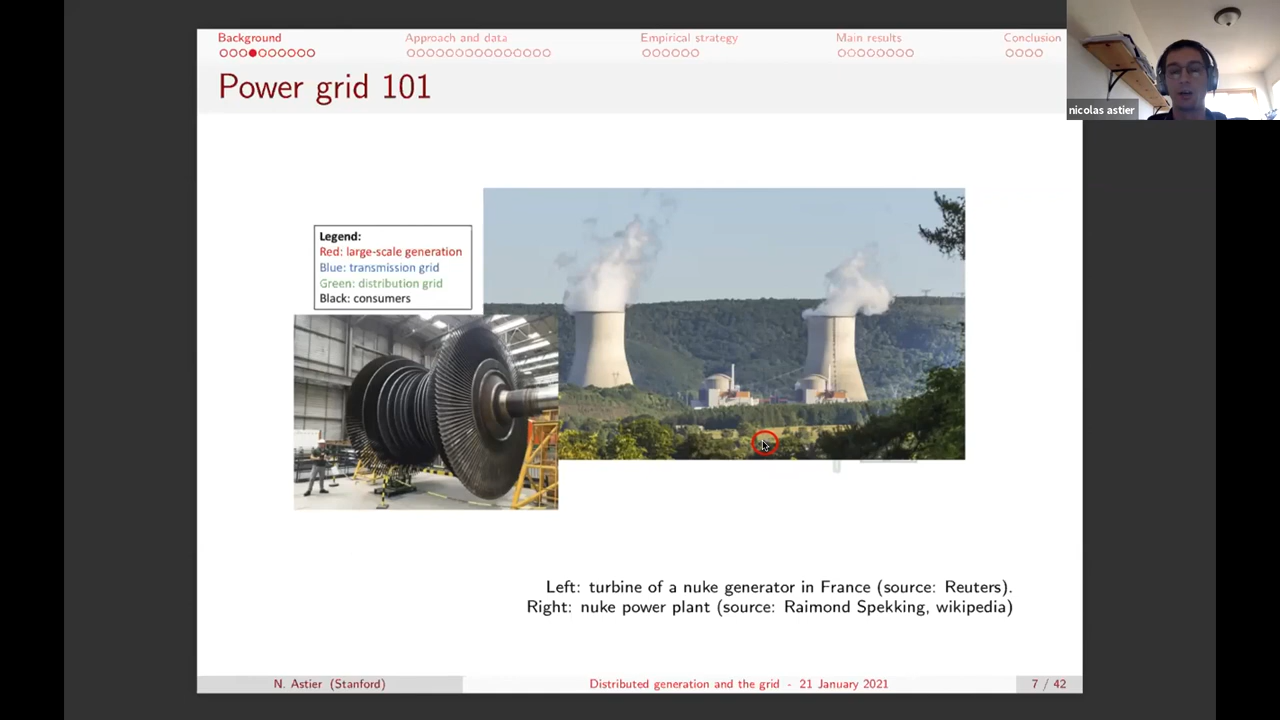 Background
Approach and data
Empirical strategy
Main results
Conclusion
nicolas astier
Power grid 101
Legend:
Red: large-scale generation
Blue: transmission grid
Green: distribution grid
Black: consumers
Left: turbine of a nuke generator in France (source: Reuters).
Right: nuke power plant (source: Raimond Spekking, wikipedia)
N. Astier (Stanford)
Distributed generation and the grid - 21 January 2021
7 / 42